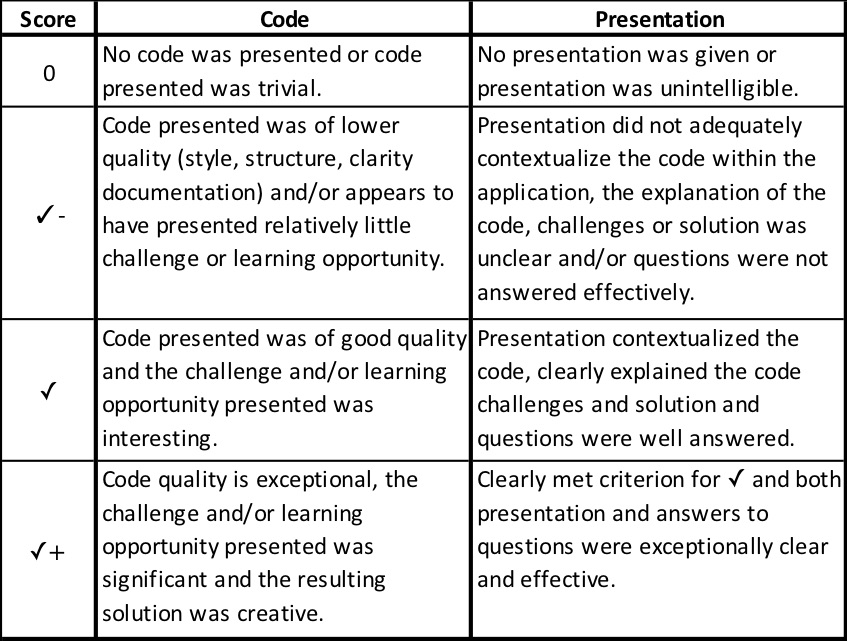 Score Code Presentation
0
No code was presented or code
presented was trivial.
No presentation was given or
presentation was unintelligible.
✓-
Code presented was of lower
quality (style, structure, clarity
documentation) and/or appears to
have presented relatively little
challenge or learning opportunity.
Presentation did not adequately
contextualize the code within the
application, the explanation of the
code, challenges or solution was
unclear and/or questions were not
answered effectively.
✓
Code presented was of good quality
and the challenge and/or learning
opportunity presented was
interesting.
Presentation contextualized the
code, clearly explained the code
challenges and solution and
questions were well answered.
✓+
Code quality is exceptional, the
challenge and/or learning
opportunity presented was
significant and the resulting
solution was creative.
Clearly met criterion for ✓ and both
presentation and answers to
questions were exceptionally clear
and effective.